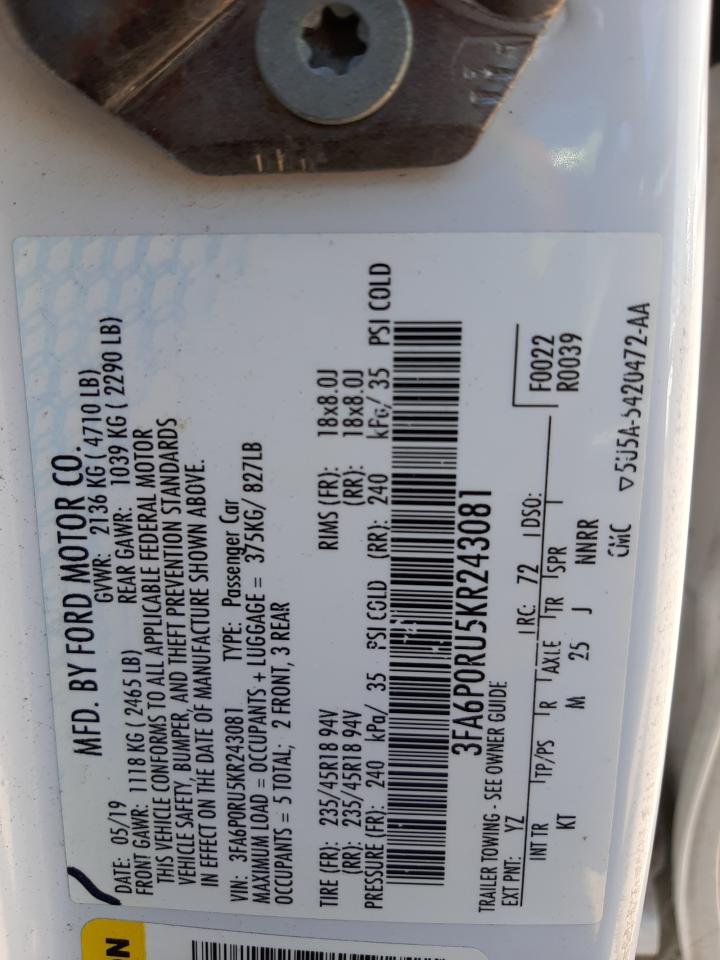 MFD. BY FORD MOTOR CO.
DATE: 05/19 GVWR: 2136 KG ( 4710 LB)
FRONT GAWR: 1118 KG (2465 LB) REAR GAWR: 1039 KG ( 2290 LB)
THIS VEHICLE CONFORMS TO ALL APPLICABLE FEDERAL MOTOR
VEHICLE SAFETY, BUMPER, AND THEFT PREVENTION STANDARDS
IN EFFECT ON THE DATE OF MANUFACTURE SHOWN ABOVE.
VIN: 3FA6P0RU5KR243081 TYPE: Passenger Car
MAXIMUM LOAD = OCCUPANTS + LUGGAGE = 375KG/ 827LB
OCCUPANTS = 5 TOTAL; 2 FRONT, 3 REAR
TIRE (FR): 235/45R18 94V RIMS (FR): 18x8.0J
(RR): 235/45R18 94V (RR): 18x8.0J
PRESSURE (FR): 240 kPa/ 35 PSI COLD (RR): 240 kPa/ 35 PSI COLD
3FA6P0RU5KR243081
TRAILER TOWING - SEE OWNER GUIDE
EXT PNT: YZ RC: 72 DSO: F0022
INT TR TP/PS R AXLE TR SPR R0039
KT M 25 J NNRR
CMC 5U5A-5420472-AA
ON